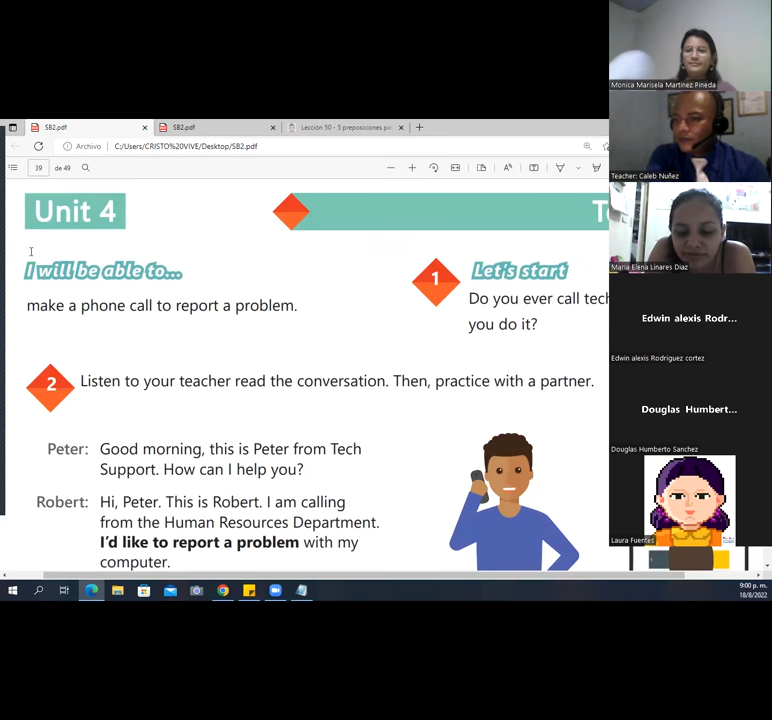 SB2.pdf
SB2.pdf
Lección 50 - 5 preposiciones pa
Archivo
C:/Users/CRISTO%20VIVE/Desktop/SB2.pdf
39
de 49
Unit 4
I will be able to...
make a phone call to report a problem.
1
Let's start
Do you ever call
you do it?
2
Listen to your teacher read the conversation. Then, practice with a partner.
Peter: Good morning, this is Peter from Tech
Support. How can I help you?
Robert: Hi, Peter. This is Robert. I am calling
from the Human Resources Department.
I'd like to report a problem with my
computer.
Monica Marisela Martinez Pineda
Teacher: Caleb Nuñez
Maria Elena Linares Diaz
Edwin alexis Rodr...
Edwin alexis Rodriguez cortez
Douglas Humbert...
Douglas Humberto Sanchez
Laura Fuentes
9:00 p. m.
18/8/2022